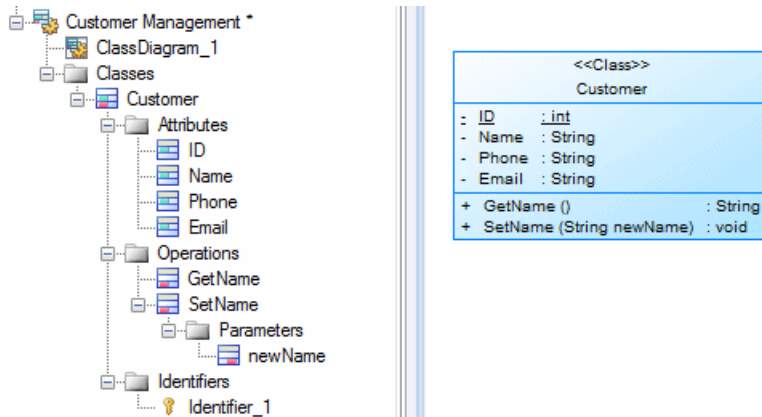 Customer Management *
ClassDiagram_1
Classes
Customer
Attributes
ID
Name
Phone
Email
Operations
GetName
SetName
Parameters
newName
Identifiers
Identifier_1
<<Class>>
Customer
- ID : int
- Name : String
- Phone : String
- Email : String
+ GetName () : String
+ SetName (String newName) : void